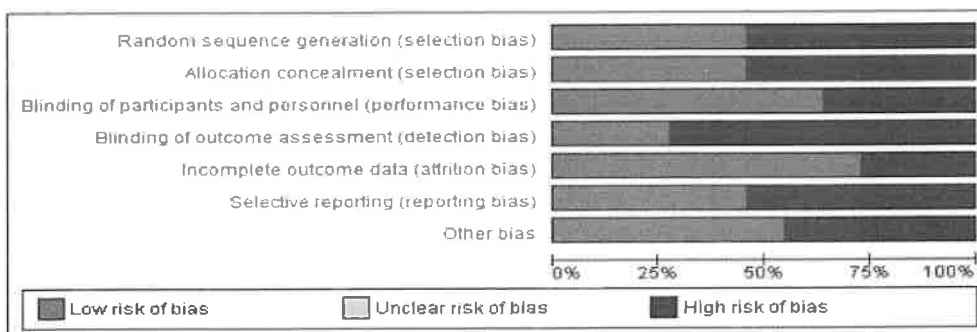 Random sequence generation (selection bias)
Allocation concealment (selection bias)
Blinding of participants and personnel (performance bias)
Blinding of outcome assessment (detection bias)
Incomplete outcome data (attrition bias)
Selective reporting (reporting bias)
Other bias
0% 25% 50% 75% 100%
Low risk of bias Unclear risk of bias High risk of bias